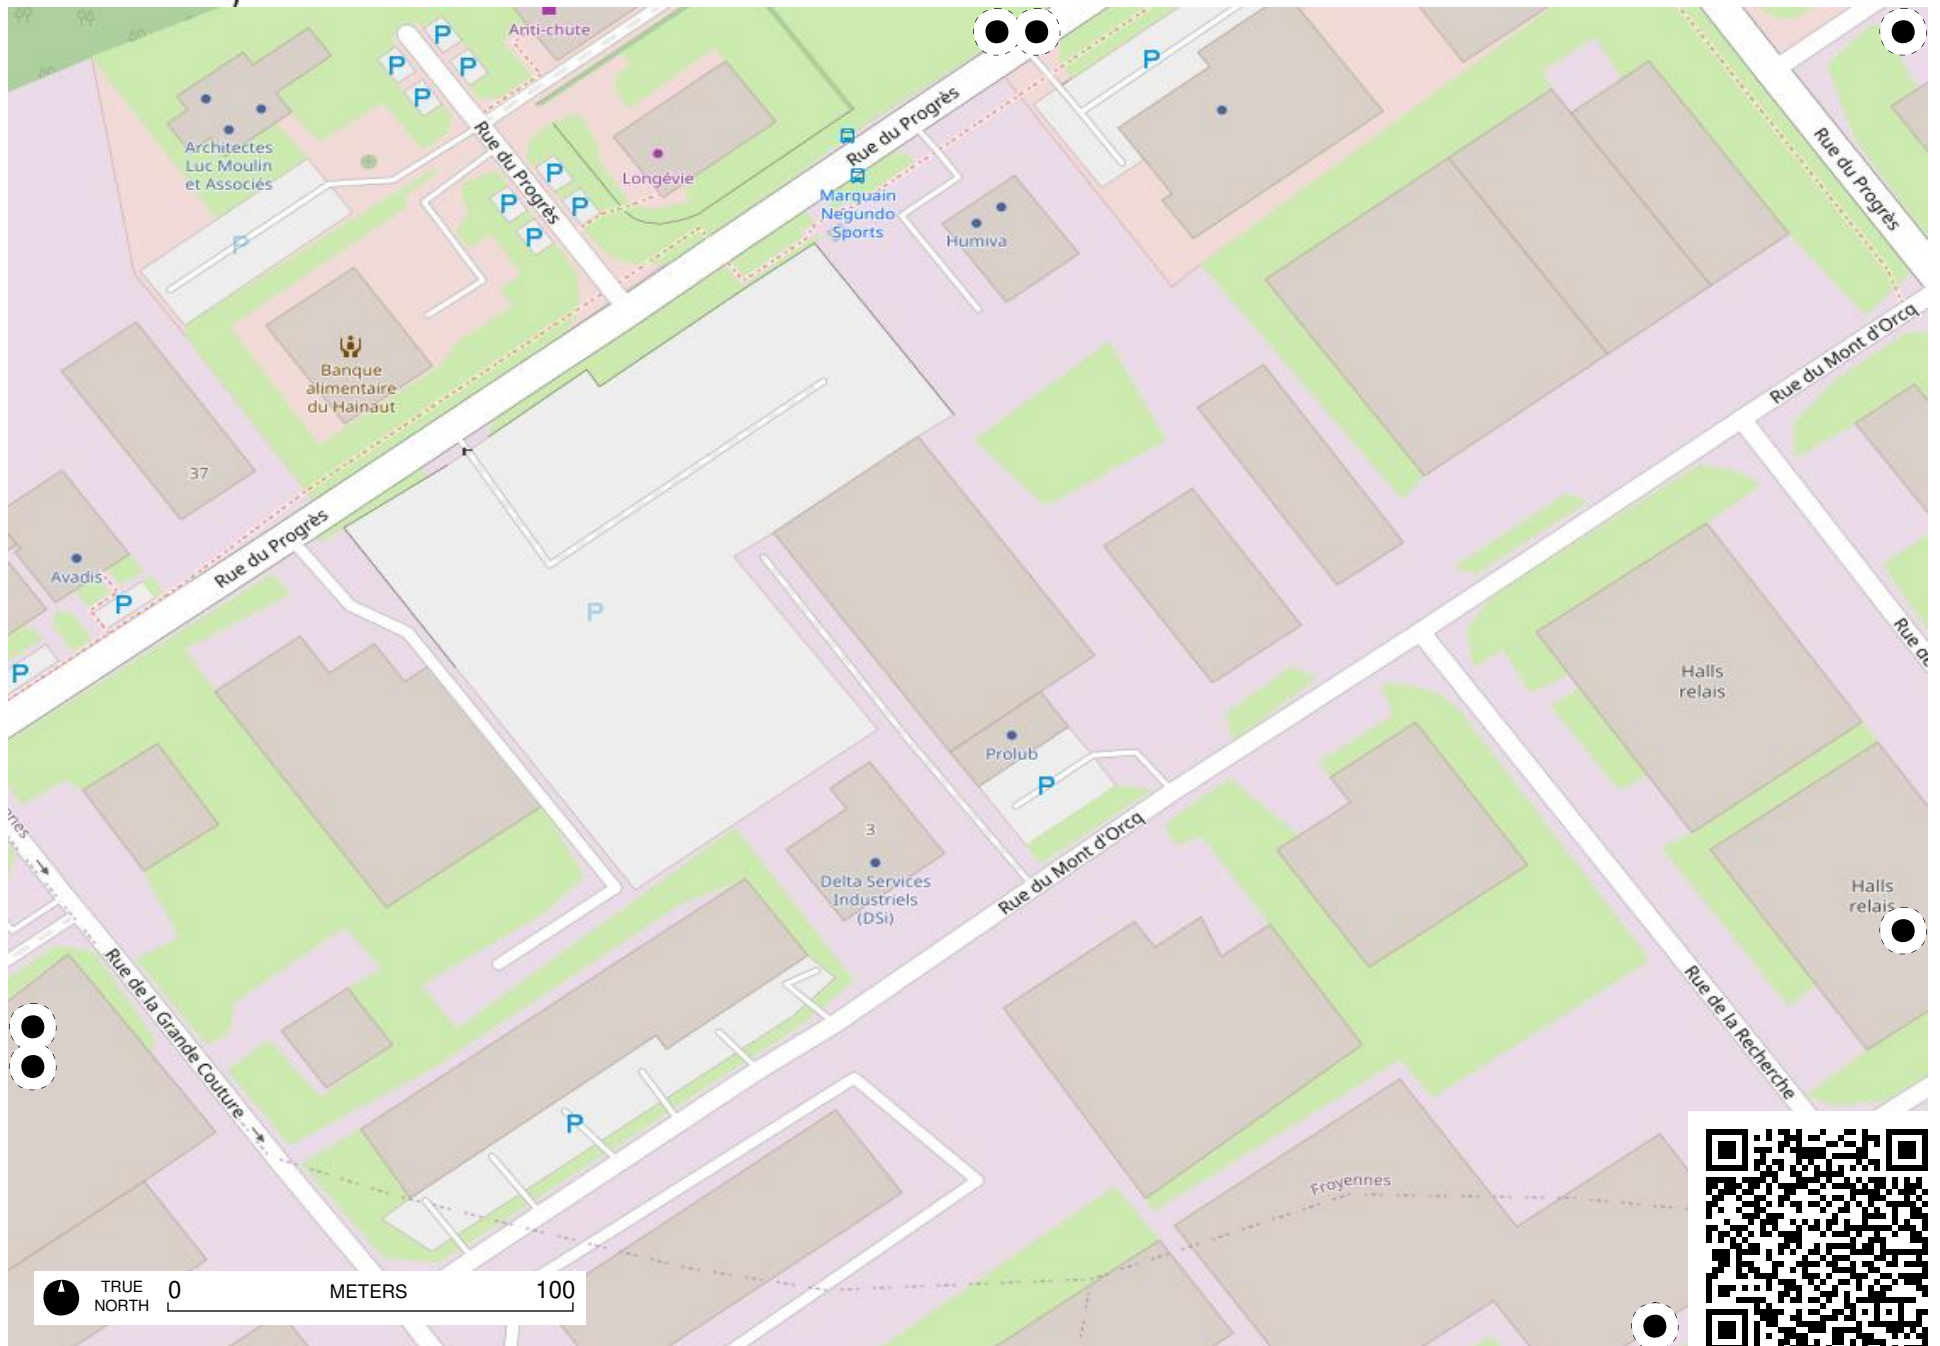 Anti-chute
P
P
P
P
P
Rue du Progrès
Rue du Progrès
Rue du Progrès
Architectes
Luc Moulin
et Associés
Longévie
P
P
P
P
Marquain
Negundo
Sports
Humiva
P
Banque
alimentaire
du Hainaut
Rue du Mont d'Orcq
37
Rue du Progrès
Avadis
P
P
P
Halls
relais
Prolub
P
3
Rue du Mont d'Orcq
Delta Services
Industriels
(DSi)
Halls
relais
Rue de la Grande Couture
Rue de la Recherche
P
Froyennes
TRUE
NORTH
0 METERS 100